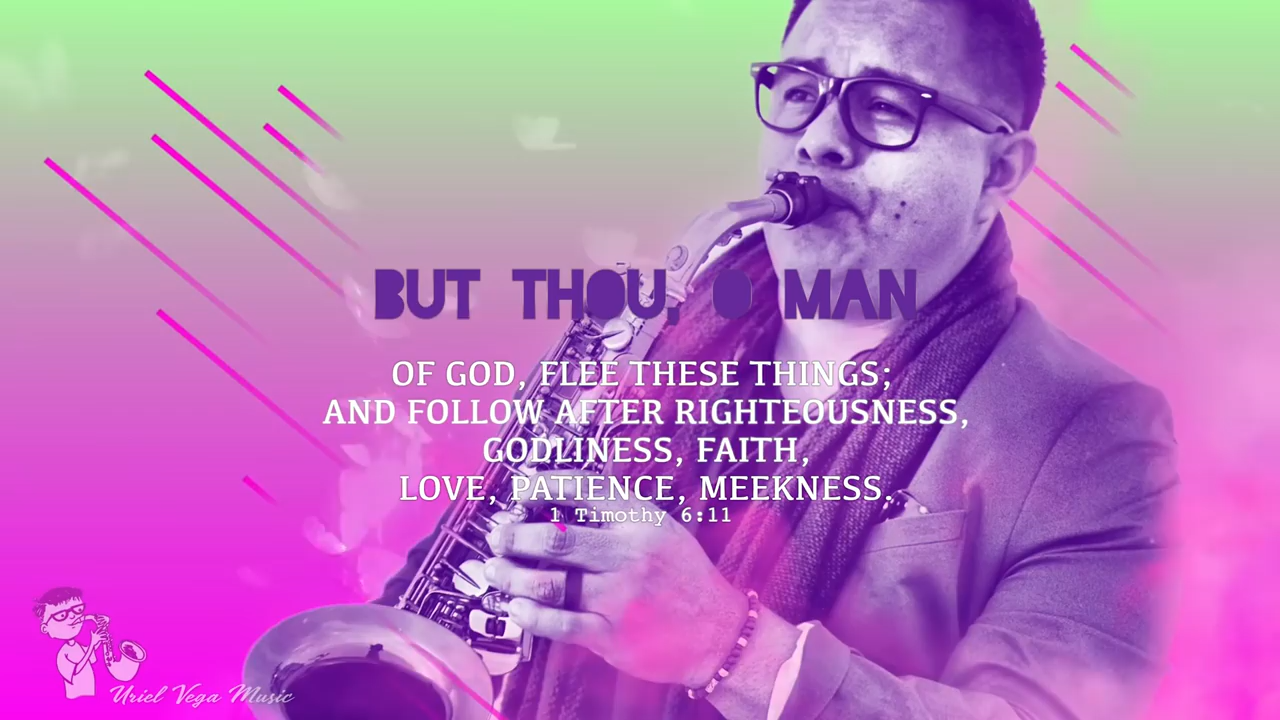 BUT THOU, O MAN
OF GOD, FLEE THESE THINGS;
AND FOLLOW AFTER RIGHTEOUSNESS,
GODLINESS, FAITH,
LOVE, PATIENCE, MEEKNESS.
1 Timothy 6:11
Uriel Vega Music